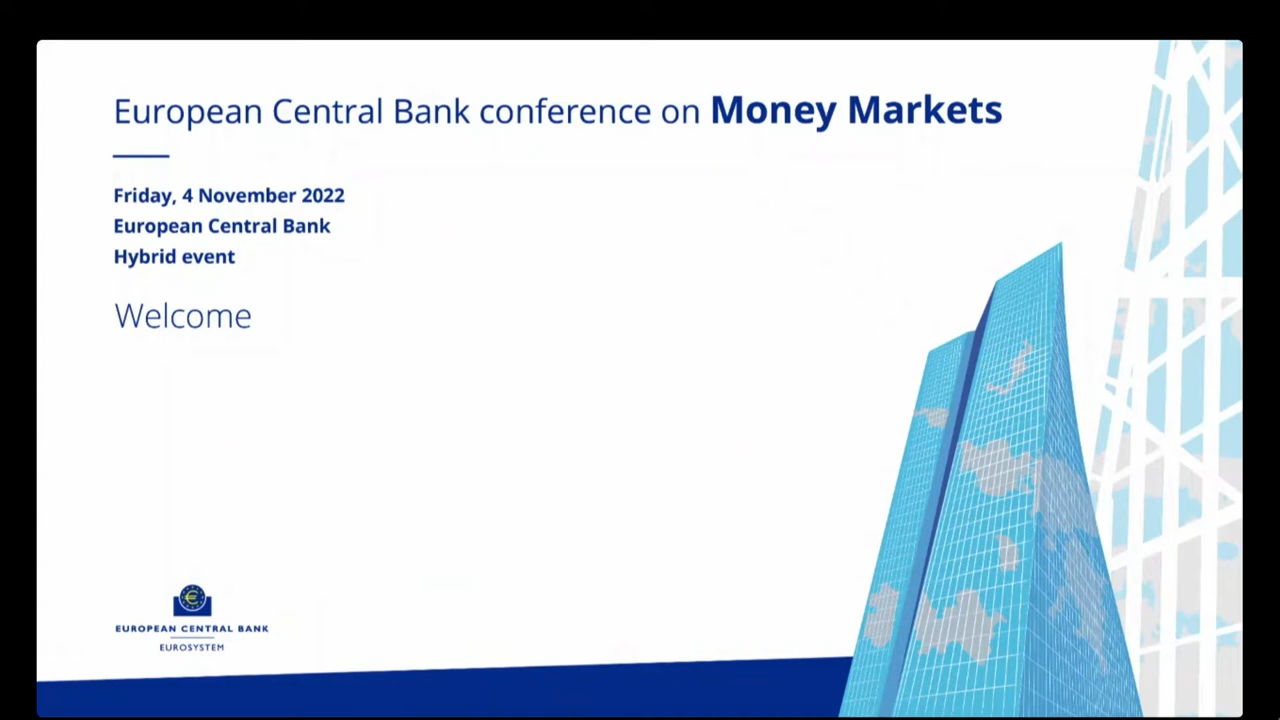 European Central Bank conference on Money Markets
Friday, 4 November 2022
European Central Bank
Hybrid event
Welcome
EUROPEAN CENTRAL BANK
EUROSYSTEM